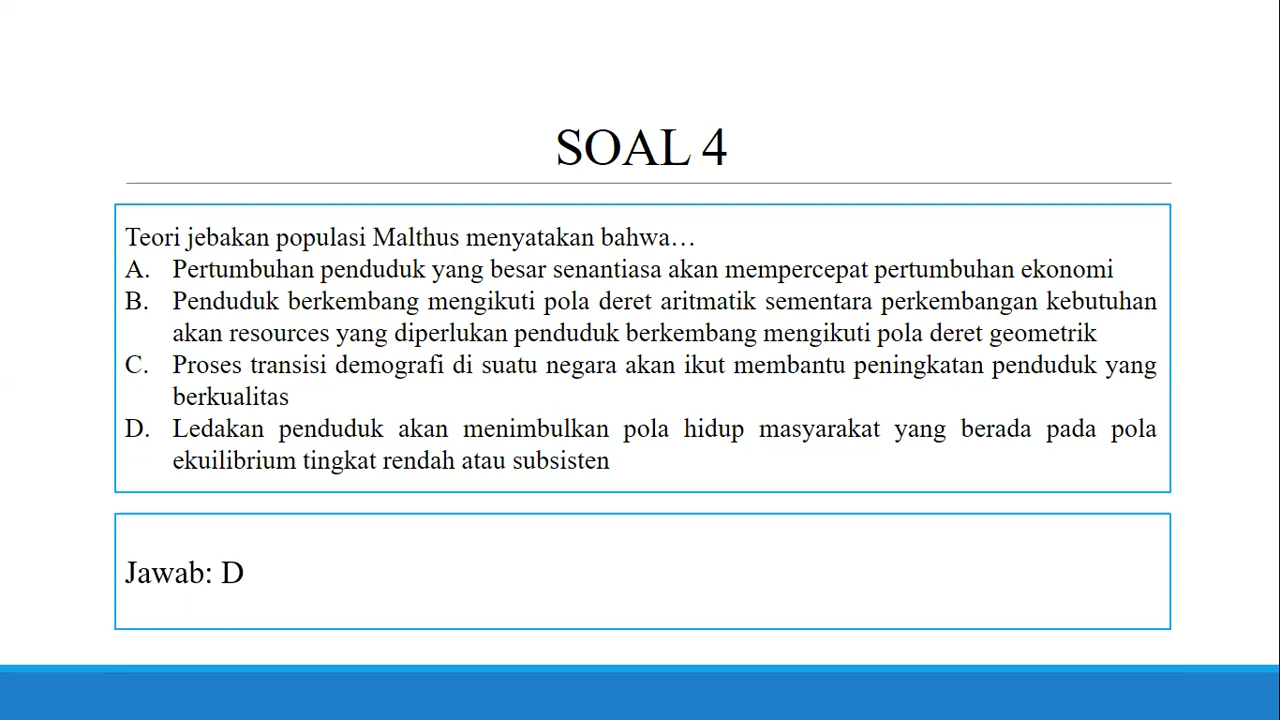 SOAL 4
Teori jebakan populasi Malthus menyatakan bahwa…
A. Pertumbuhan penduduk yang besar senantiasa akan mempercepat pertumbuhan ekonomi
B. Penduduk berkembang mengikuti pola deret aritmatik sementara perkembangan kebutuhan
akan resources yang diperlukan penduduk berkembang mengikuti pola deret geometrik
C. Proses transisi demografi di suatu negara akan ikut membantu peningkatan penduduk yang
berkualitas
D. Ledakan penduduk akan menimbulkan pola hidup masyarakat yang berada pada pola
ekuilibrium tingkat rendah atau subsisten
Jawab: D